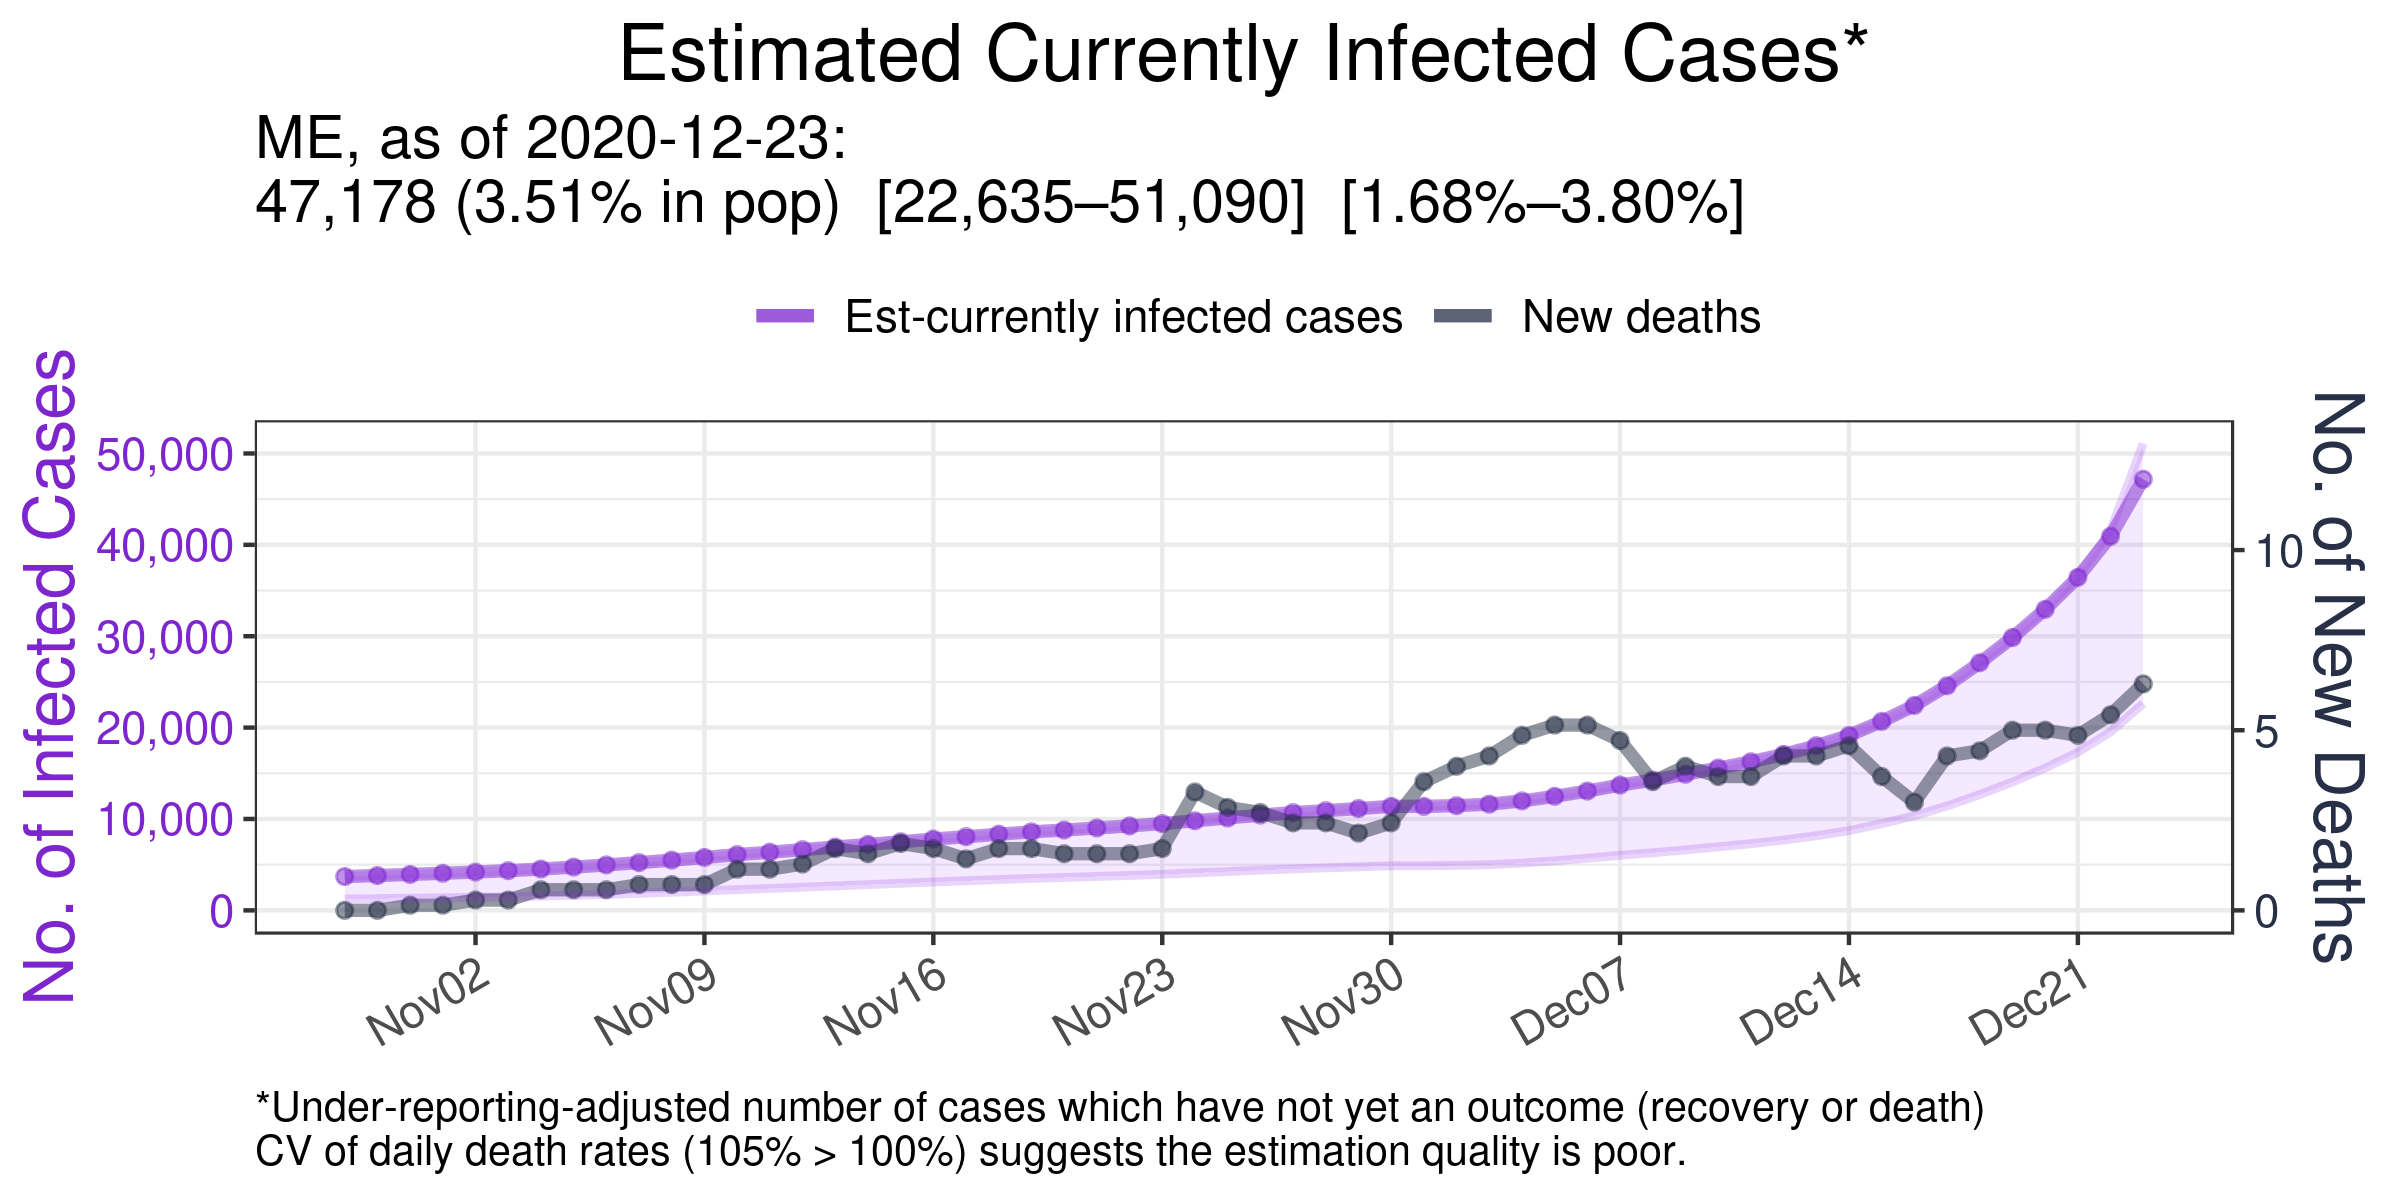 Estimated Currently Infected Cases*
ME, as of 2020-12-23:
47,178 (3.51% in pop)  [22,635–51,090]  [1.68%–3.80%]
Est-currently infected cases
New deaths
No. of Infected Cases
50,000
40,000
30,000
20,000
10,000
0
10
5
0
No. of New Deaths
Nov02
Nov09
Nov16
Nov23
Nov30
Dec07
Dec14
Dec21
*Under-reporting-adjusted number of cases which have not yet an outcome (recovery or death)
CV of daily death rates (105% > 100%) suggests the estimation quality is poor.